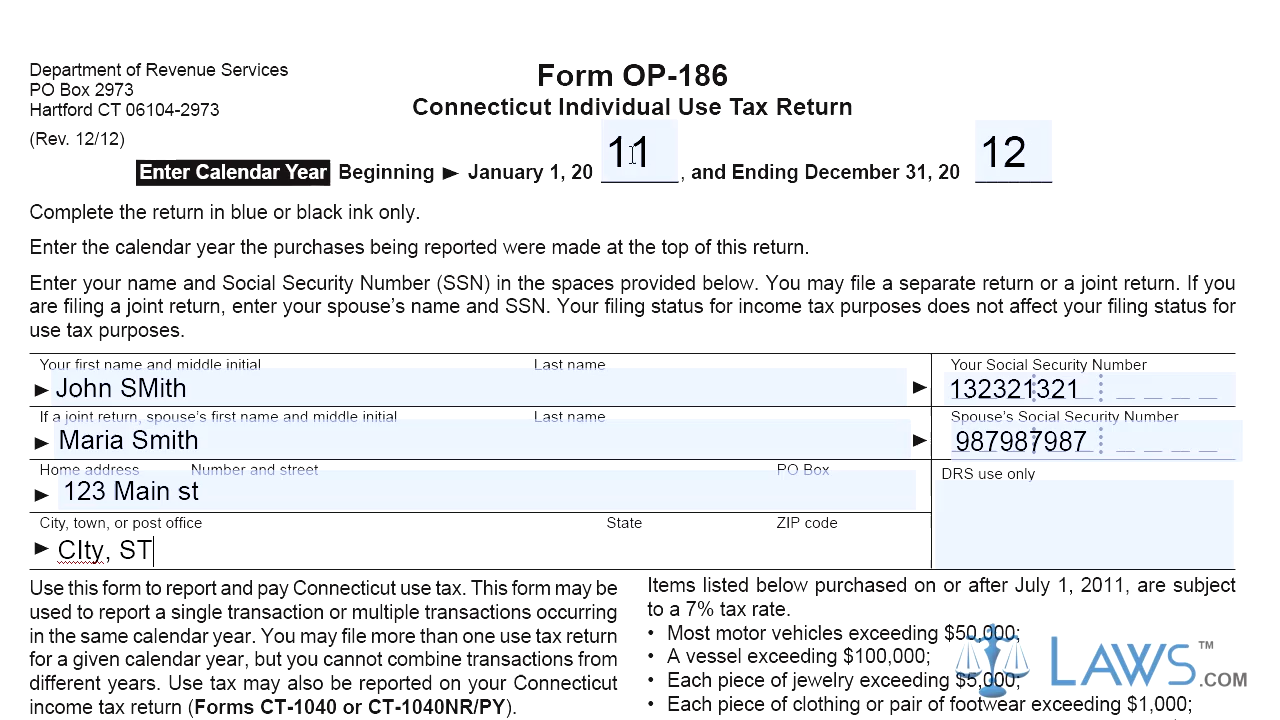 Department of Revenue Services
PO Box 2973
Hartford CT 06104-2973
(Rev. 12/12)
Form OP-186
Connecticut Individual Use Tax Return
Enter Calendar Year Beginning ► January 1, 20 11 , and Ending December 31, 20 12
Complete the return in blue or black ink only.
Enter the calendar year the purchases being reported were made at the top of this return.
Enter your name and Social Security Number (SSN) in the spaces provided below. You may file a separate return or a joint return. If you
are filing a joint return, enter your spouse's name and SSN. Your filing status for income tax purposes does not affect your filing status for
use tax purposes.
Your first name and middle initial Last name Your Social Security Number
► John SMith ► 132321321
If a joint return, spouse's first name and middle initial Last name Spouse's Social Security Number
► Maria Smith ► 987987987
Home address Number and street PO Box DRS use only
► 123 Main st
City, town, or post office State ZIP code
► CIty, ST
Use this form to report and pay Connecticut use tax. This form may be
used to report a single transaction or multiple transactions occurring
in the same calendar year. You may file more than one use tax return
for a given calendar year, but you cannot combine transactions from
different years. Use tax may also be reported on your Connecticut
income tax return (Forms CT-1040 or CT-1040NR/PY).
Items listed below purchased on or after July 1, 2011, are subject
to a 7% tax rate.
• Most motor vehicles exceeding $50,000;
• A vessel exceeding $100,000;
• Each piece of jewelry exceeding $5,000;
• Each piece of clothing or pair of footwear exceeding $1,000;
LAWS™.COM